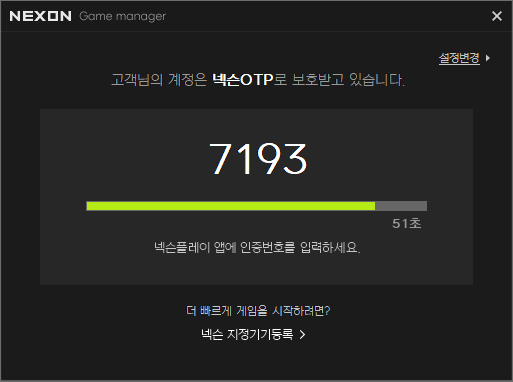 NEXON Game manager
설정변경
고객님의 계정은 넥슨OTP로 보호받고 있습니다.
7193
51초
넥슨플레이 앱에 인증번호를 입력하세요.
더 빠르게 게임을 시작하려면?
넥슨 지정기기등록 >